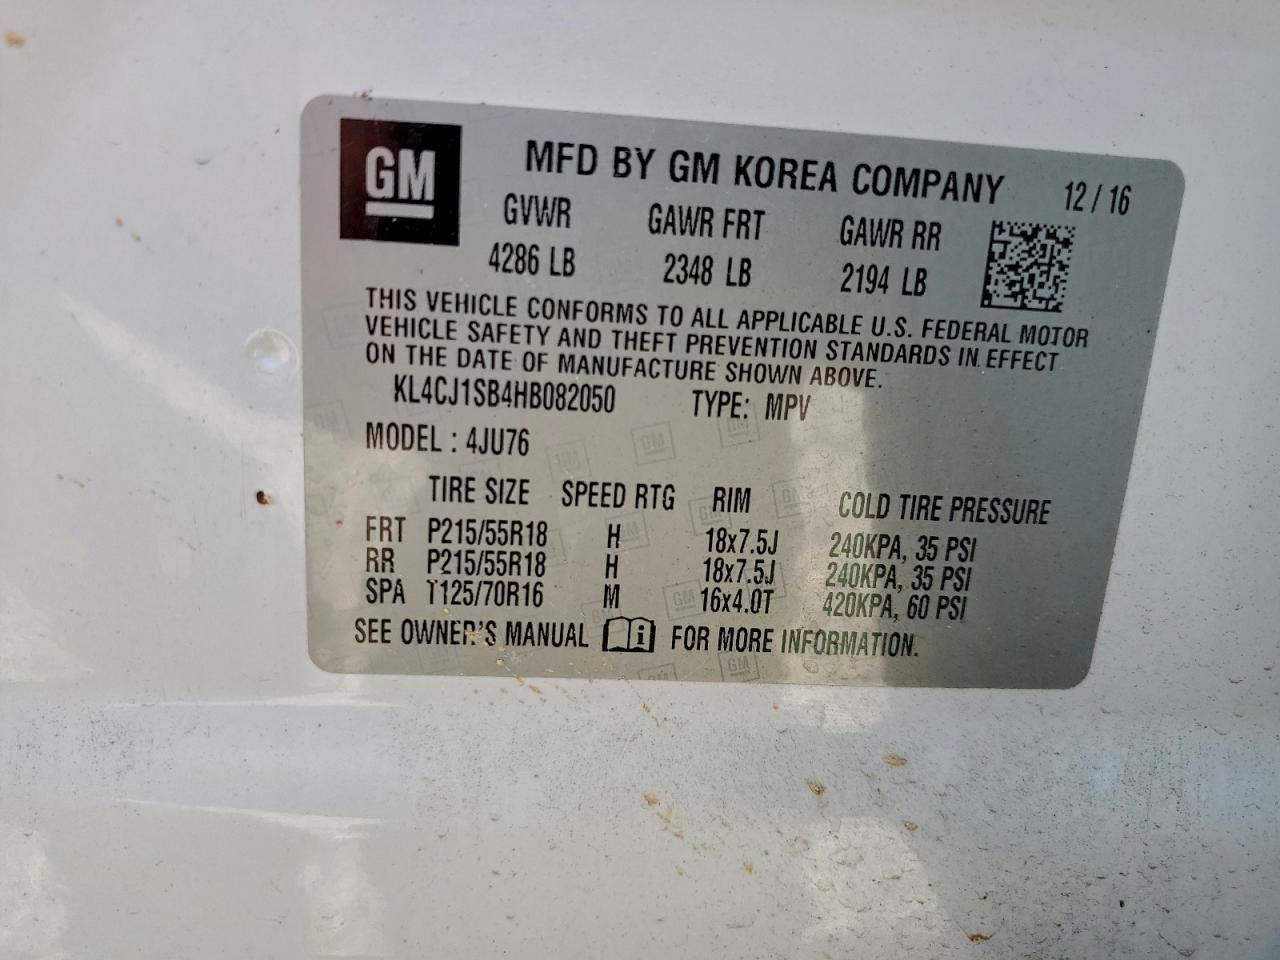 GM
MFD BY GM KOREA COMPANY 12 / 16
GVWR GAWR FRT GAWR RR
4286 LB 2348 LB 2194 LB
THIS VEHICLE CONFORMS TO ALL APPLICABLE U.S. FEDERAL MOTOR
VEHICLE SAFETY AND THEFT PREVENTION STANDARDS IN EFFECT
ON THE DATE OF MANUFACTURE SHOWN ABOVE.
KL4CJ1SB4HB082050 TYPE: MPV
MODEL : 4JU76
TIRE SIZE SPEED RTG RIM COLD TIRE PRESSURE
FRT P215/55R18 H 18x7.5J 240KPA, 35 PSI
RR P215/55R18 H 18x7.5J 240KPA, 35 PSI
SPA T125/70R16 M 16x4.0T 420KPA, 60 PSI
SEE OWNER'S MANUAL FOR MORE INFORMATION.